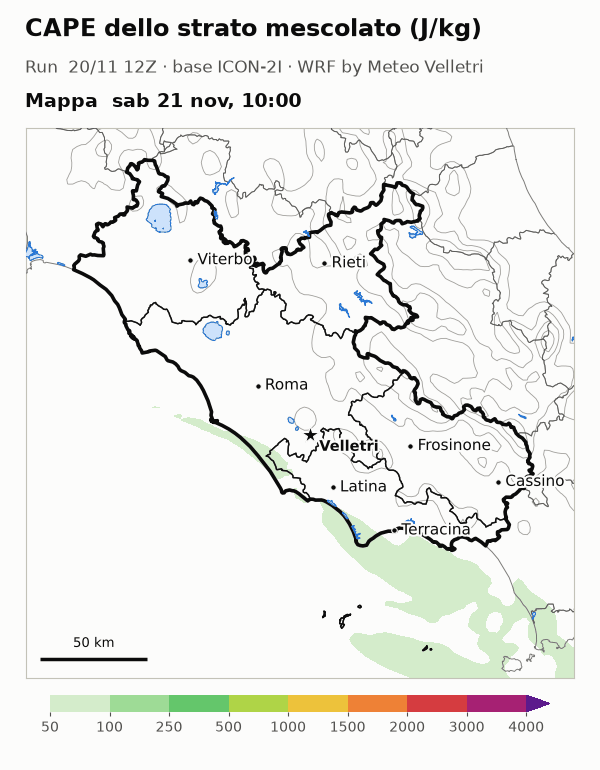 CAPE dello strato mescolato (J/kg)
Run  20/11 12Z · base ICON-2I · WRF by Meteo Velletri
Mappa  sab 21 nov, 10:00
Viterbo
Rieti
Roma
Velletri
Frosinone
Cassino
Latina
Terracina
50 km
50 100 250 500 1000 1500 2000 3000 4000